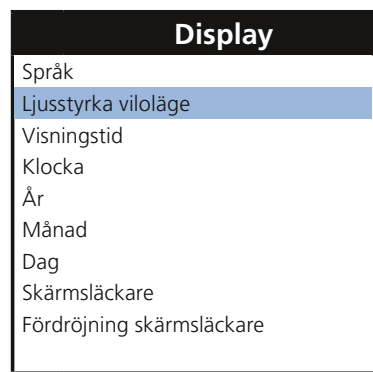 Display
Språk
Ljusstyrka viloläge
Visningstid
Klocka
År
Månad
Dag
Skärmsläckare
Fördröjning skärmsläckare